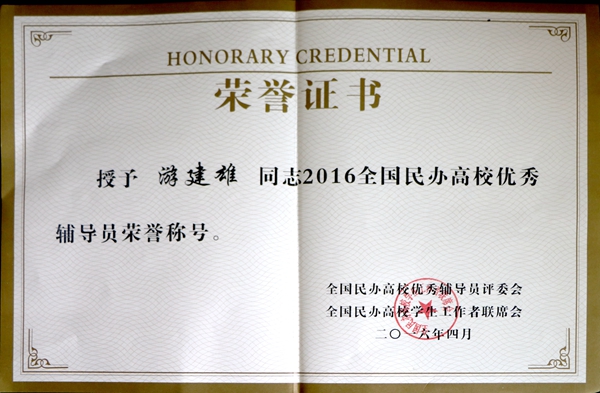 HONORARY CREDENTIAL
荣誉证书
授予 游建雄 同志2016全国民办高校优秀
辅导员荣誉称号。
全国民办高校优秀辅导员评委会
全国民办高校学生工作者联席会
二〇一六年四月